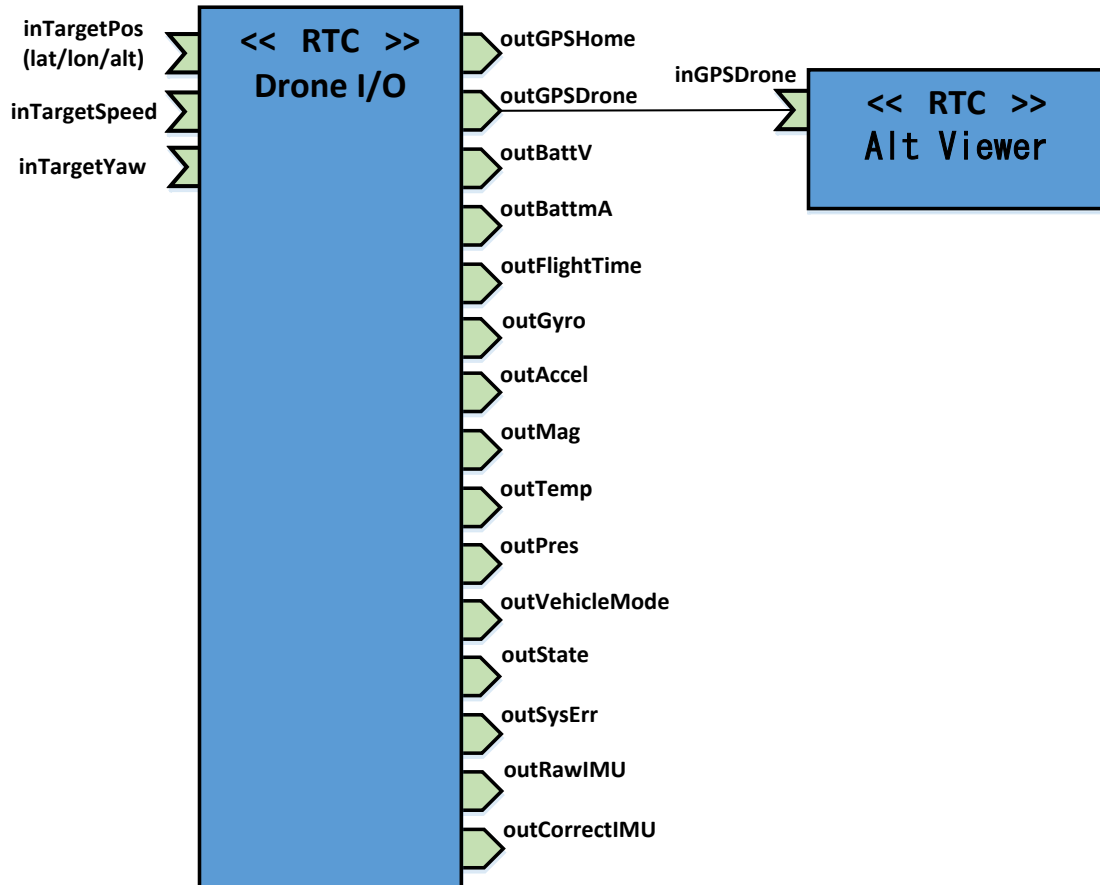 inTargetPos
(lat/lon/alt)
inTargetSpeed
inTargetYaw
<< RTC >>
Drone I/O
outGPSHome
outGPSDrone
outBattV
outBattmA
outFlightTime
outGyro
outAccel
outMag
outTemp
outPres
outVehicleMode
outState
outSysErr
outRawIMU
outCorrectIMU
inGPSDrone
<< RTC >>
Alt Viewer